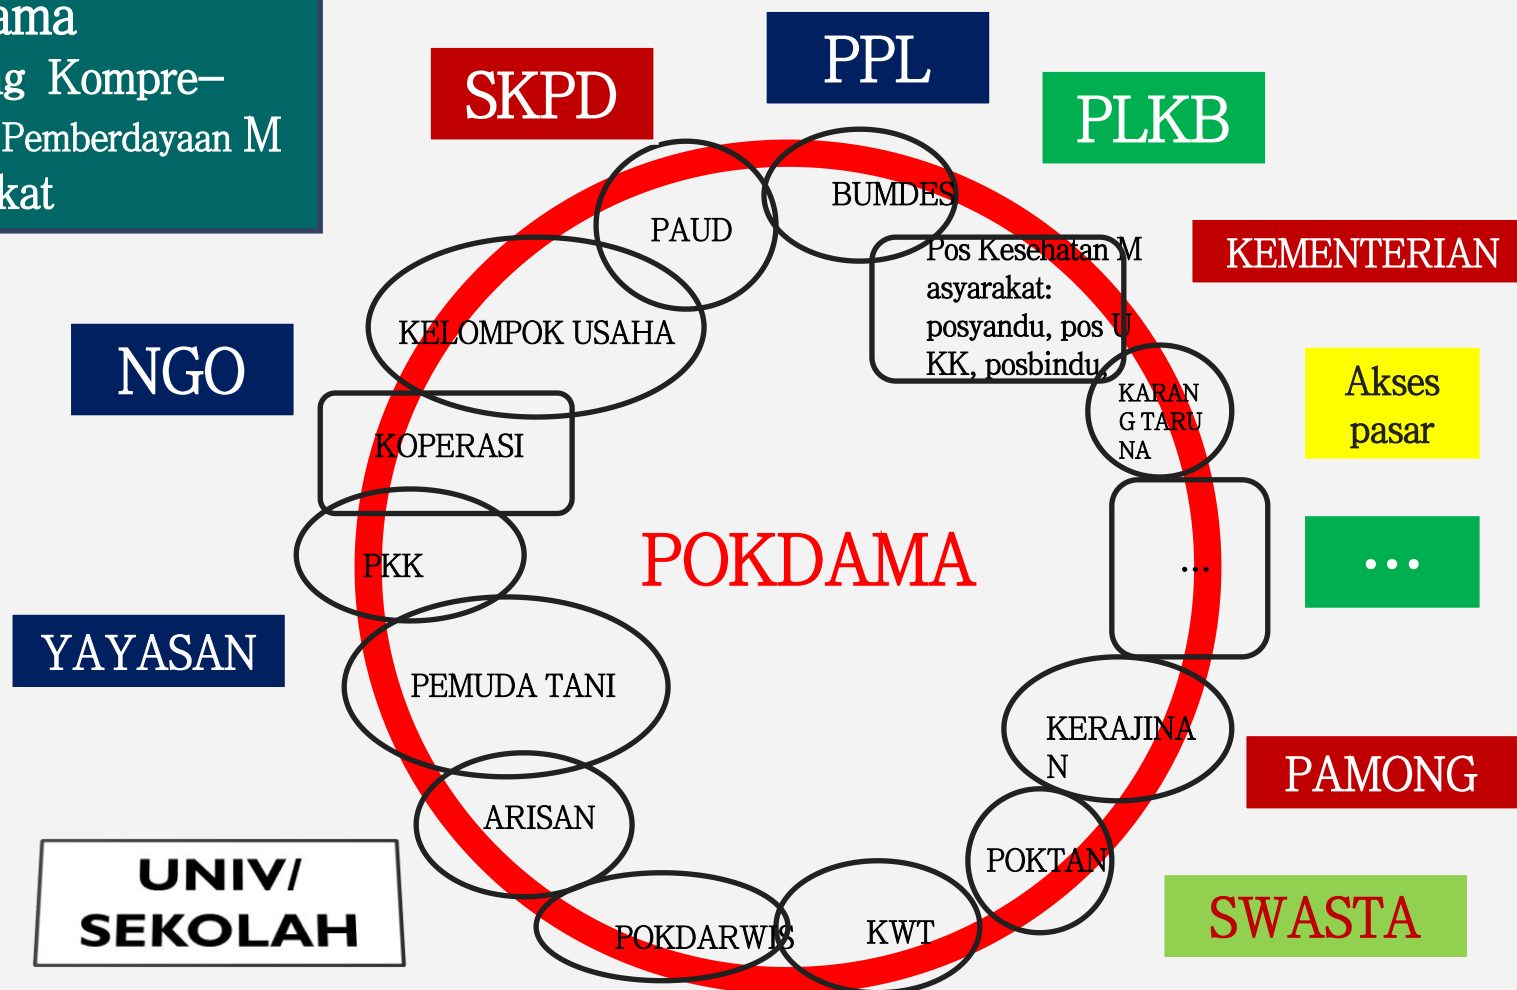 ama
ng Kompre-
Pemberdayaan M
kat
SKPD
PPL
PLKB
BUMDES
PAUD
Pos Kesehatan M
asyarakat:
posyandu, pos U
KK, posbindu,
KEMENTERIAN
KELOMPOK USAHA
NGO
KARAN
G TARU
NA
Akses
pasar
KOPERASI
PKK
POKDAMA
...
...
YAYASAN
PEMUDA TANI
KERAJINA
N
PAMONG
ARISAN
POKTAN
UNIV/
SEKOLAH
POKDARWIS
KWT
SWASTA